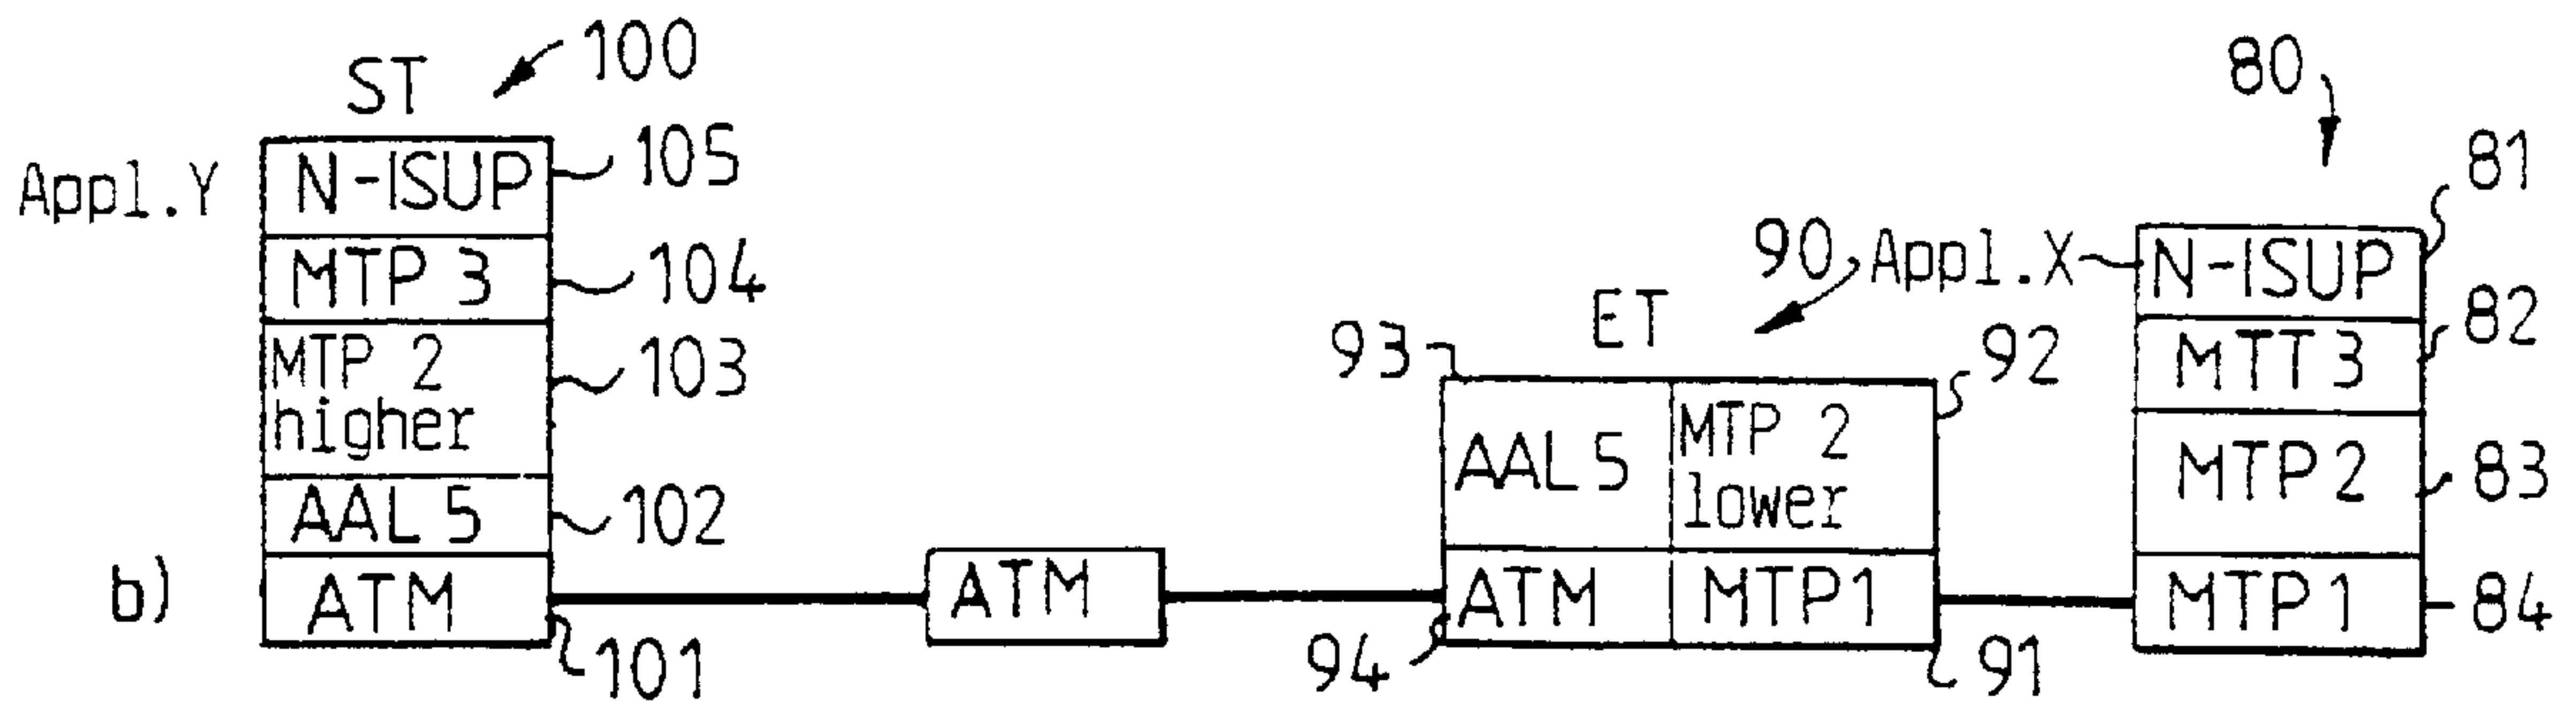 ST
100
Appl.Y
N-ISUP
105
MTP 3
104
MTP 2
higher
103
AAL 5
102
b)
ATM
101
ATM
ET
90
93
AAL 5
MTP 2
lower
92
ATM
MTP1
94
91
80
Appl.X
N-ISUP
81
MTT 3
82
MTP 2
83
MTP 1
84